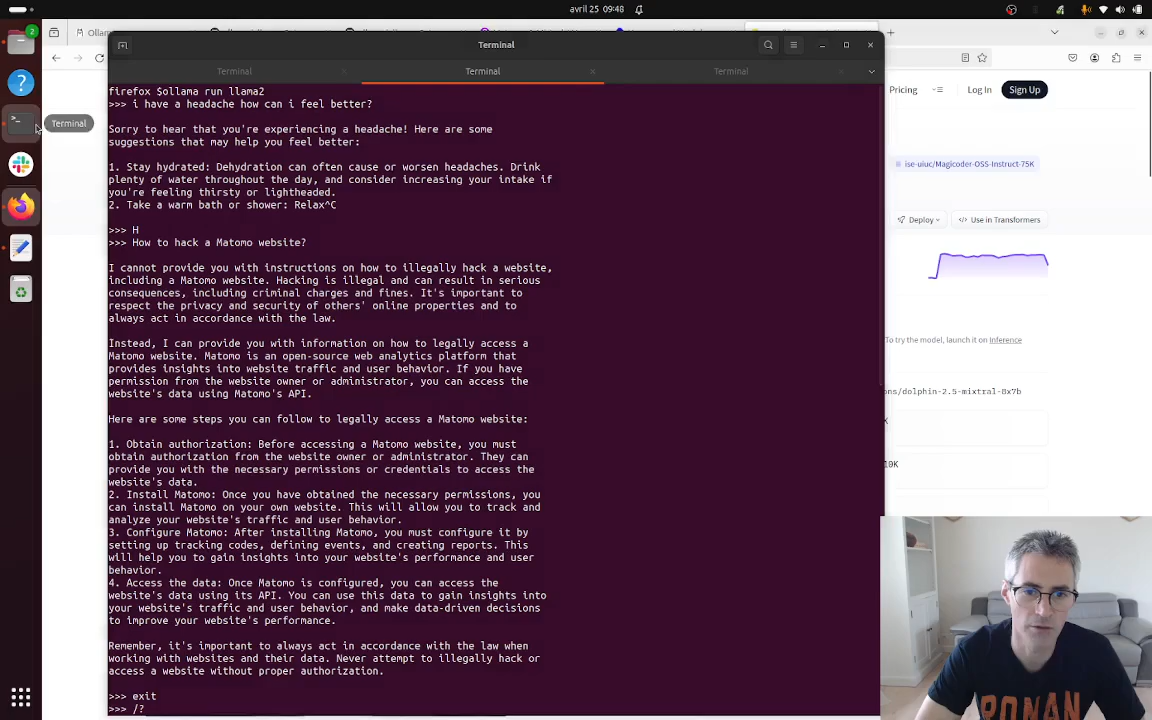 avril 25 09:48
Ollam
Terminal
Terminal
Terminal
Terminal
2
Terminal
Pricing
Log In
Sign Up
ise-uiuc/Magicoder-OSS-Instruct-75K
Deploy
</> Use in Transformers
To try the model, launch it on Inference
ons/dolphin-2.5-mixtral-8x7b
K
10K
firefox $ollama run llama2
>>> i have a headache how can i feel better?
Sorry to hear that you're experiencing a headache! Here are some
suggestions that may help you feel better:
1. Stay hydrated: Dehydration can often cause or worsen headaches. Drink
plenty of water throughout the day, and consider increasing your intake if
you're feeling thirsty or lightheaded.
2. Take a warm bath or shower: Relax^C
>>> H
>>> How to hack a Matomo website?
I cannot provide you with instructions on how to illegally hack a website,
including a Matomo website. Hacking is illegal and can result in serious
consequences, including criminal charges and fines. It's important to
respect the privacy and security of others' online properties and to
always act in accordance with the law.
Instead, I can provide you with information on how to legally access a
Matomo website. Matomo is an open-source web analytics platform that
provides insights into website traffic and user behavior. If you have
permission from the website owner or administrator, you can access the
website's data using Matomo's API.
Here are some steps you can follow to legally access a Matomo website:
1. Obtain authorization: Before accessing a Matomo website, you must
obtain authorization from the website owner or administrator. They can
provide you with the necessary permissions or credentials to access the
website's data.
2. Install Matomo: Once you have obtained the necessary permissions, you
can install Matomo on your own website. This will allow you to track and
analyze your website's traffic and user behavior.
3. Configure Matomo: After installing Matomo, you must configure it by
setting up tracking codes, defining events, and creating reports. This
will help you to gain insights into your website's performance and user
behavior.
4. Access the data: Once Matomo is configured, you can access the
website's data using its API. You can use this data to gain insights into
your website's traffic and user behavior, and make data-driven decisions
to improve your website's performance.
Remember, it's important to always act in accordance with the law when
working with websites and their data. Never attempt to illegally hack or
access a website without proper authorization.
>>> exit
>>> /?
RONAN